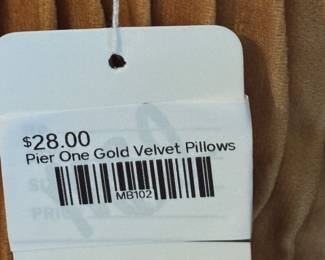 $28.00
Pier One Gold Velvet Pillows
MB102